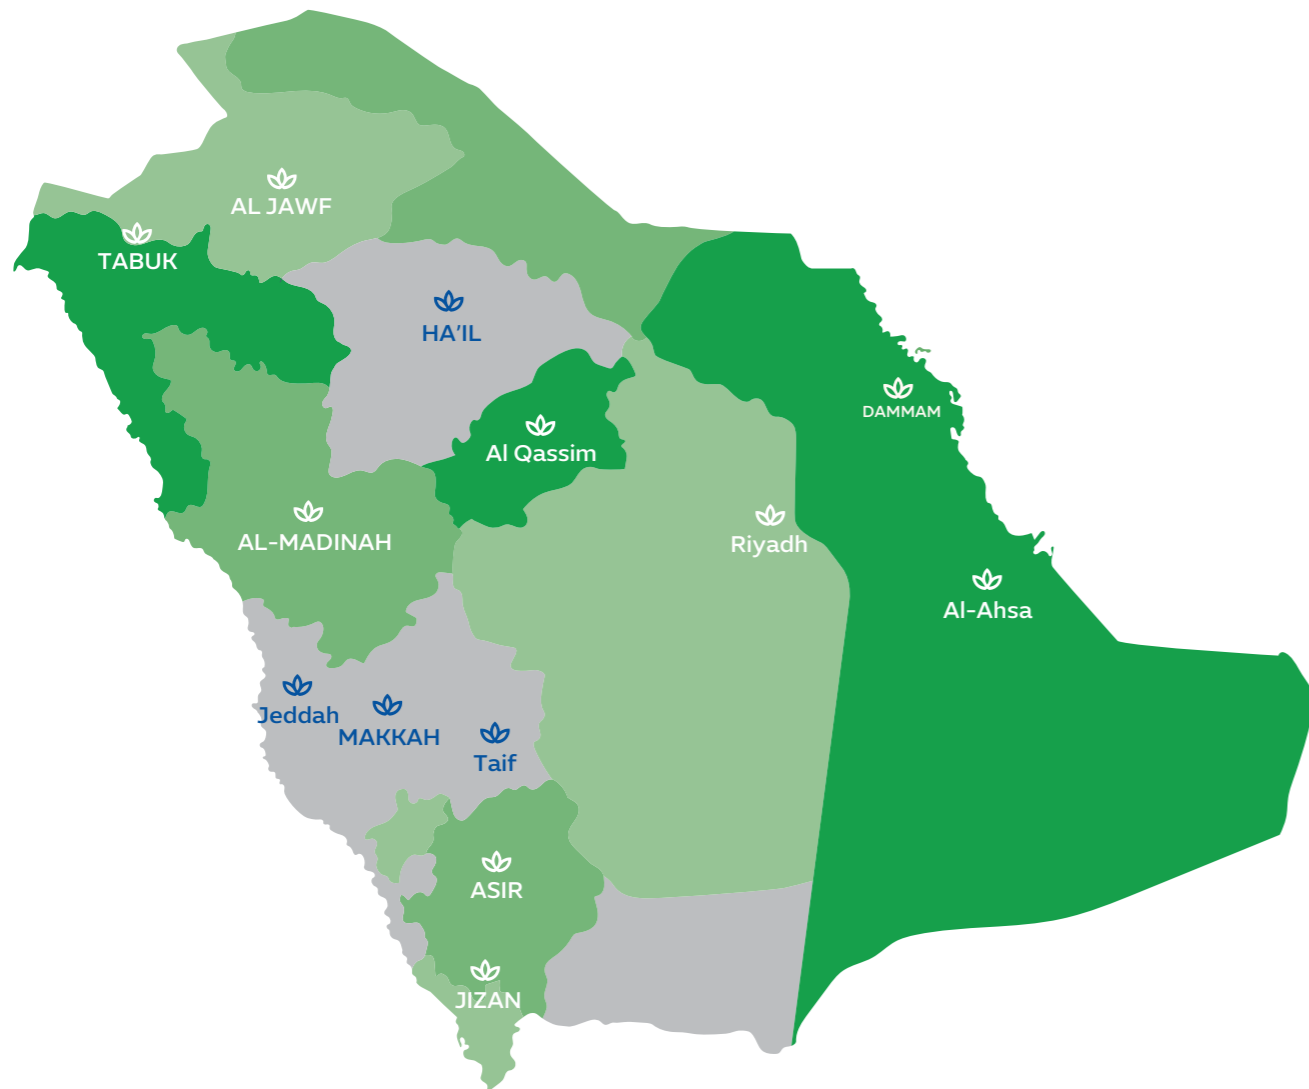 AL JAWF
TABUK
HA'IL
DAMMAM
Al Qassim
AL-MADINAH
Riyadh
Al-Ahsa
Jeddah
MAKKAH
Taif
ASIR
JIZAN